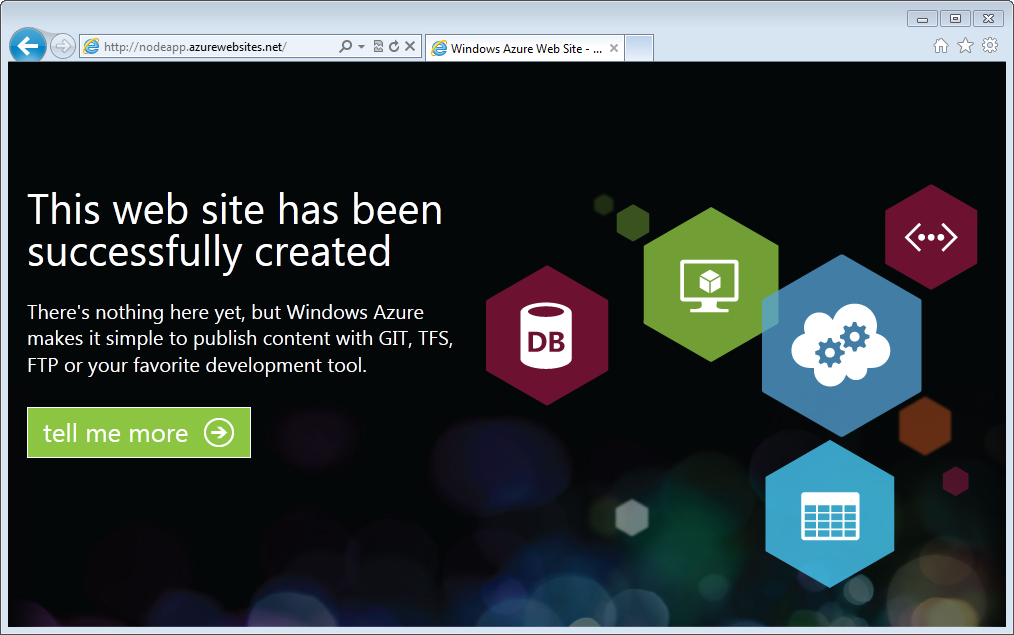 http://nodeapp.azurewebsites.net/
Windows Azure Web Site - ...
This web site has been
successfully created
There's nothing here yet, but Windows Azure
makes it simple to publish content with GIT, TFS,
FTP or your favorite development tool.
tell me more
DB